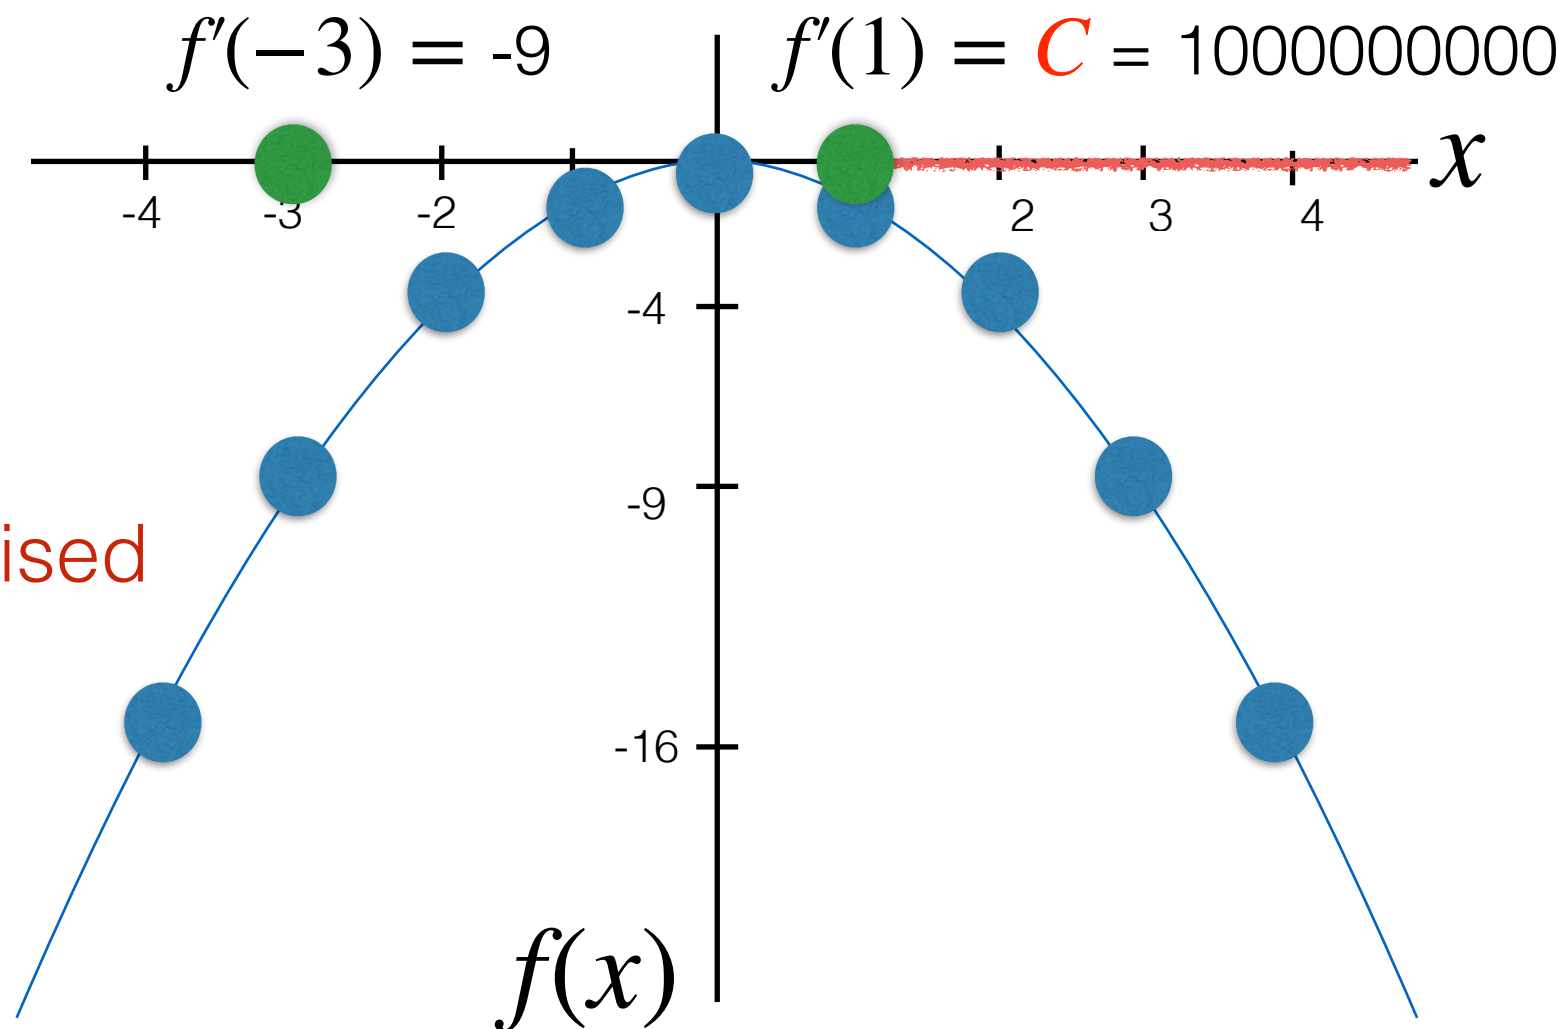 f′(−3) = -9
f′(1) = C = 1000000000
x
-4 -3 -2 2 3 4
-4
-9
ised
-16
f(x)